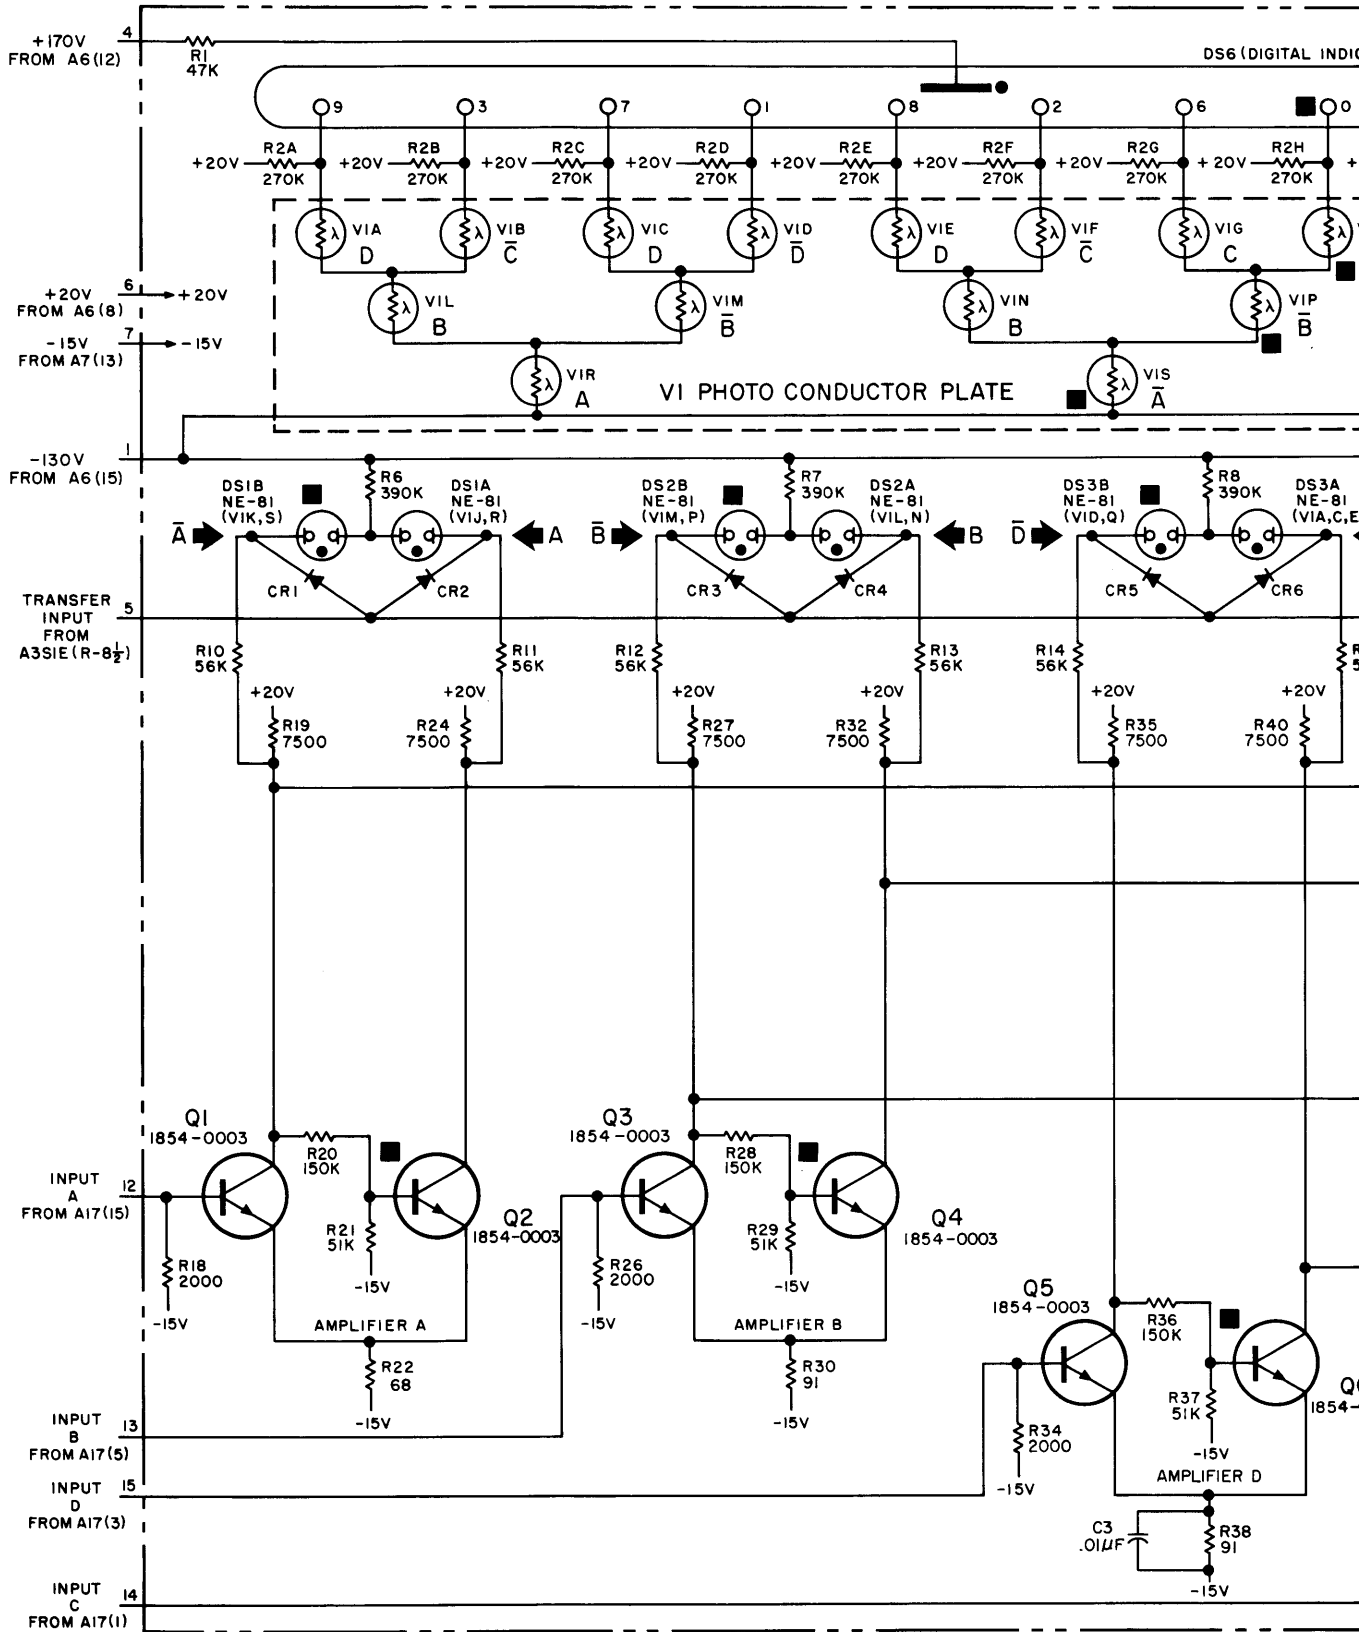 +170V
FROM A6(12)
4
R1
47K
DS6 (DIGITAL INDIC
9
3
7
1
8
2
6
0
+20V
R2A
270K
+20V
R2B
270K
+20V
R2C
270K
+20V
R2D
270K
+20V
R2E
270K
+20V
R2F
270K
+20V
R2G
270K
+20V
R2H
270K
+
λ
V1A
D
λ
V1B
C̅
λ
V1C
D
λ
V1D
D̅
λ
V1E
D
λ
V1F
C̅
λ
V1G
C
λ
+20V
FROM A6(8)
6
+20V
λ
V1L
B
λ
V1M
B̅
λ
V1N
B
λ
V1P
B̅
-15V
FROM A7(13)
7
-15V
λ
V1R
A
V1 PHOTO CONDUCTOR PLATE
λ
V1S
A̅
-130V
FROM A6(15)
1
DS1B
NE-81
(V1K,S)
R6
390K
DS1A
NE-81
(V1J,R)
DS2B
NE-81
(V1M,P)
R7
390K
DS2A
NE-81
(V1L,N)
DS3B
NE-81
(V1D,Q)
R8
390K
DS3A
NE-81
(V1A,C,E
A̅
A
B̅
B
D̅
CR1
CR2
CR3
CR4
CR5
CR6
TRANSFER
INPUT
FROM
A3S1E(R-8½)
5
R10
56K
R11
56K
R12
56K
R13
56K
R14
56K
R
5
+20V
R19
7500
+20V
R24
7500
+20V
R27
7500
+20V
R32
7500
+20V
R35
7500
+20V
R40
7500
Q1
1854-0003
R20
150K
Q3
1854-0003
R28
150K
INPUT
A
FROM A17(15)
12
R18
2000
-15V
R21
51K
-15V
Q2
1854-0003
R26
2000
-15V
R29
51K
-15V
Q4
1854-0003
Q5
1854-0003
R36
150K
AMPLIFIER A
R22
68
-15V
AMPLIFIER B
R30
91
-15V
R37
51K
-15V
Q6
1854-
INPUT
B
FROM A17(5)
13
R34
2000
-15V
AMPLIFIER D
INPUT
D
FROM A17(3)
15
C3
.01µF
R38
91
-15V
INPUT
C
FROM A17(1)
14